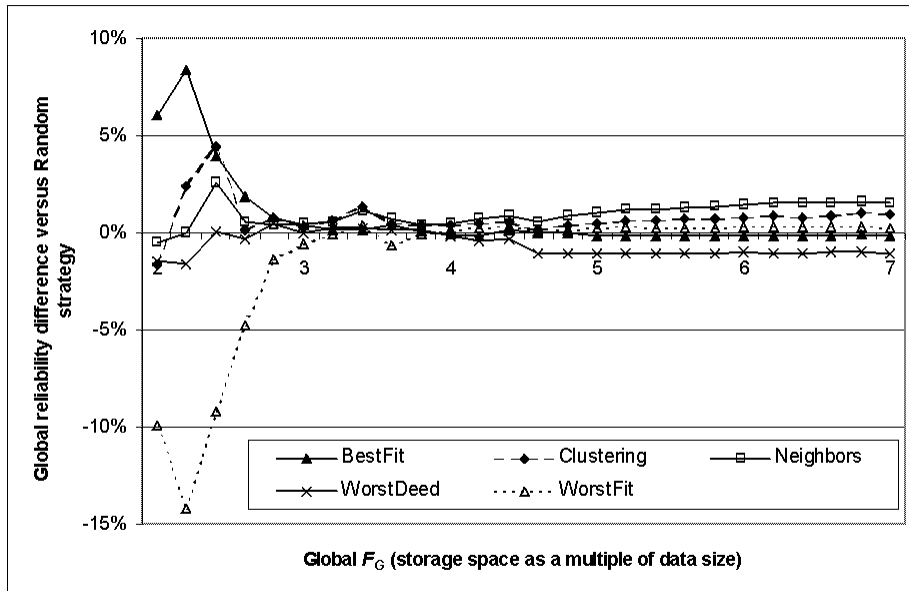 10%
5%
0%
-5%
-10%
-15%
Global reliability difference versus Random
strategy
2
3
4
5
6
7
BestFit
Clustering
Neighbors
WorstDeed
WorstFit
Global FG (storage space as a multiple of data size)